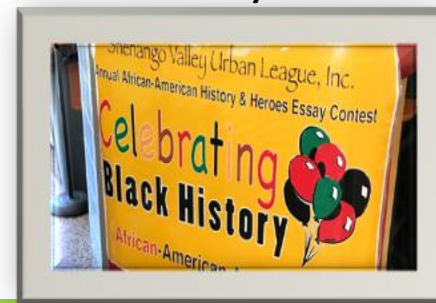 Shenango Valley Urban League, Inc.
Annual African-American History & Heroes Essay Contest
Celebrating
Black History
African-American